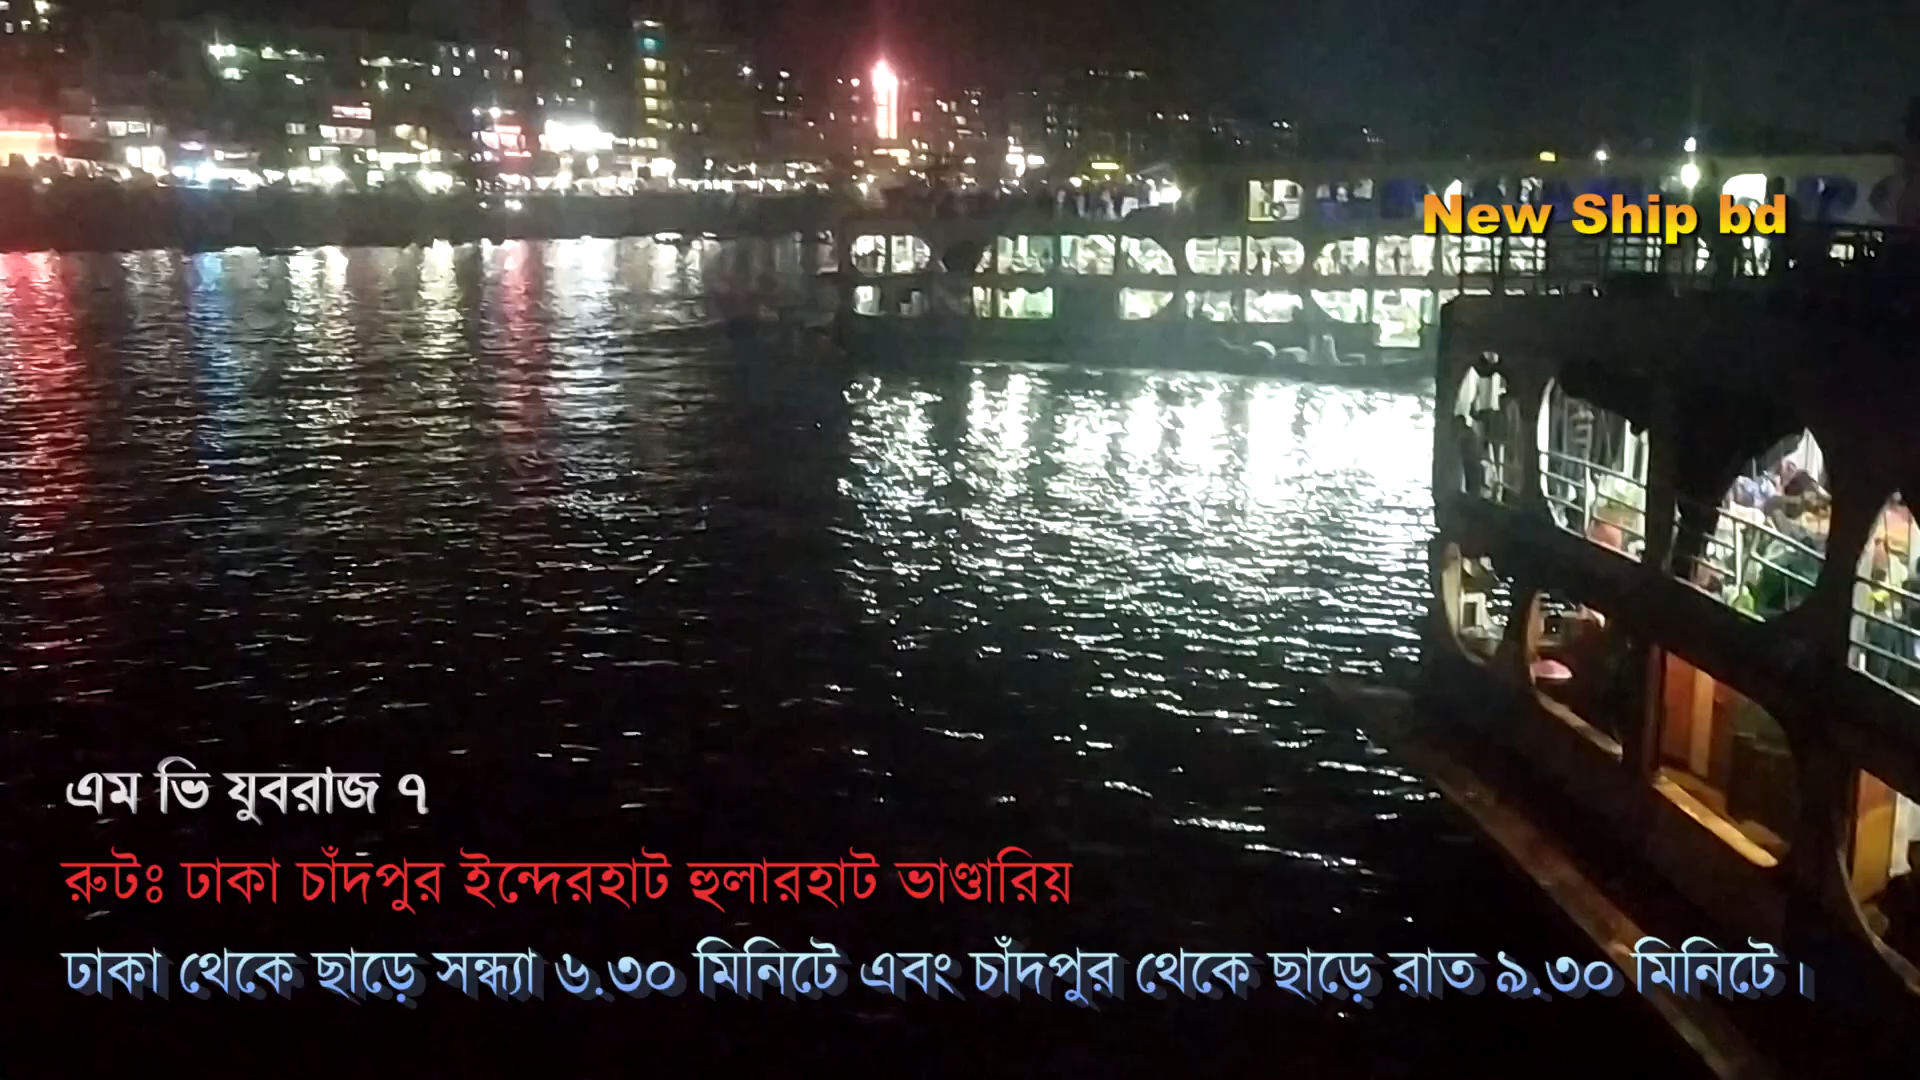 New Ship bd
এম ভি যুবরাজ ৭
রুটঃ ঢাকা চাঁদপুর ইন্দেরহাট হুলারহাট ভাণ্ডারিয়
ঢাকা থেকে ছাড়ে সন্ধ্যা ৬.৩০ মিনিটে এবং চাঁদপুর থেকে ছাড়ে রাত ৯.৩০ মিনিটে।